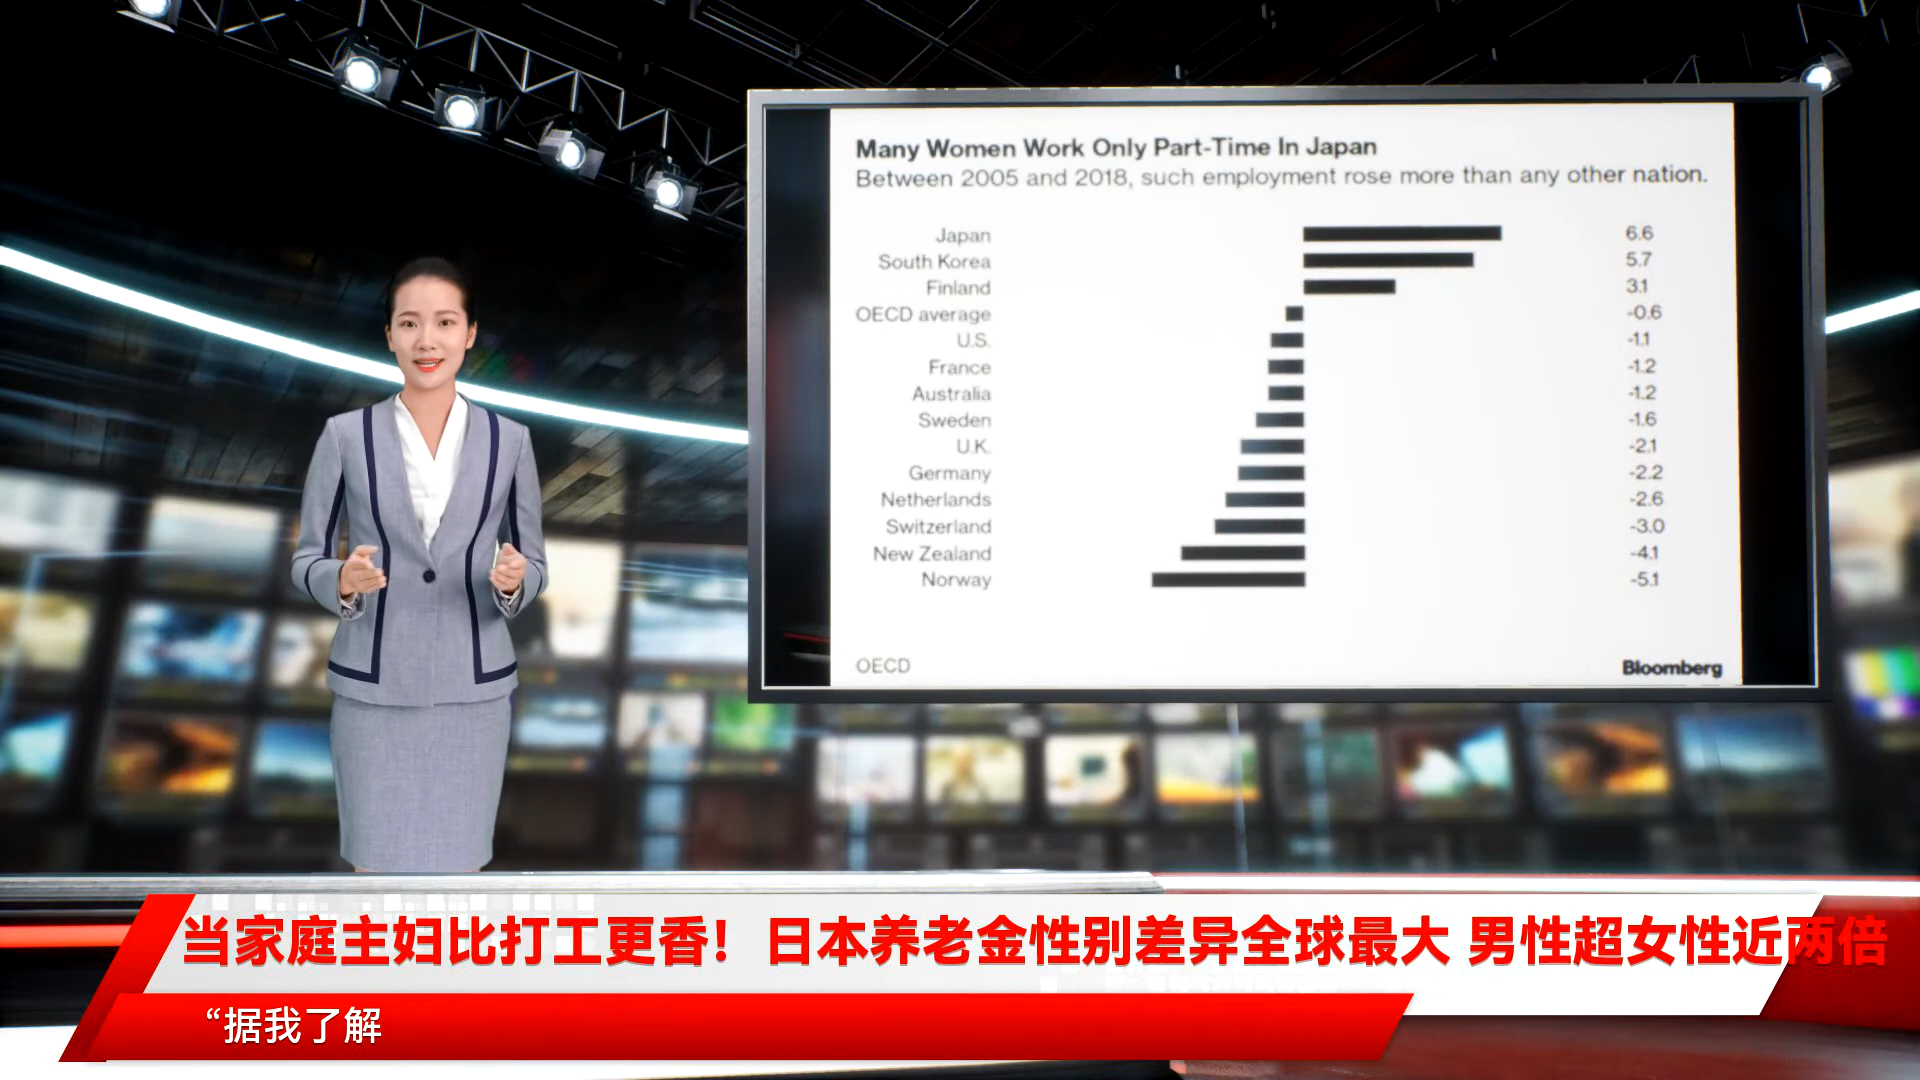 Many Women Work Only Part-Time In Japan
Between 2005 and 2018, such employment rose more than any other nation.
Japan 6.6
South Korea 5.7
Finland 3.1
OECD average -0.6
U.S. -1.1
France -1.2
Australia -1.2
Sweden -1.6
U.K. -2.1
Germany -2.2
Netherlands -2.6
Switzerland -3.0
New Zealand -4.1
Norway -5.1
OECD Bloomberg
当家庭主妇比打工更香！日本养老金性别差异全球最大 男性超女性近两倍
“据我了解